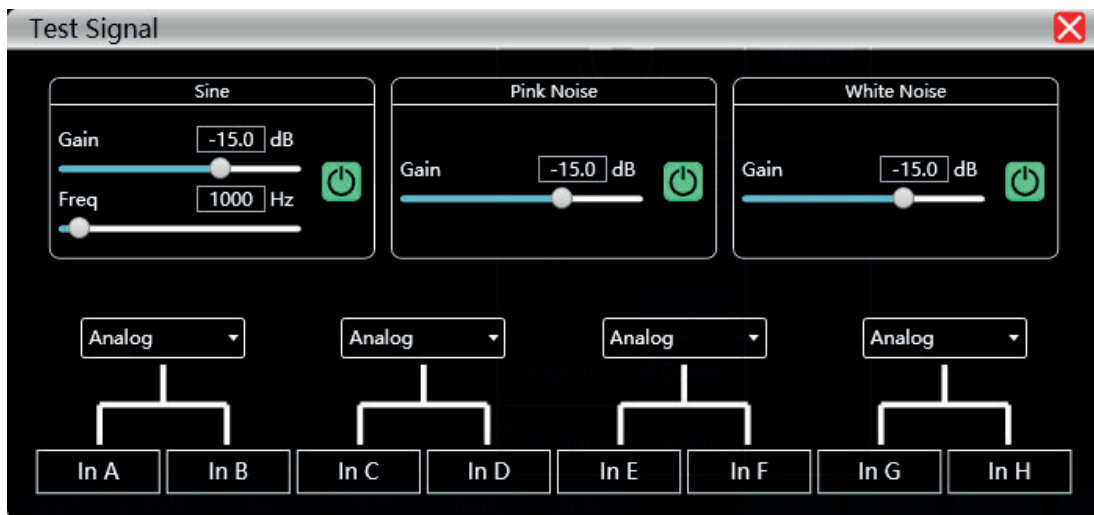 Test Signal
Sine
Gain -15.0 dB
Freq 1000 Hz
Pink Noise
Gain -15.0 dB
White Noise
Gain -15.0 dB
Analog Analog Analog Analog
In A In B In C In D In E In F In G In H